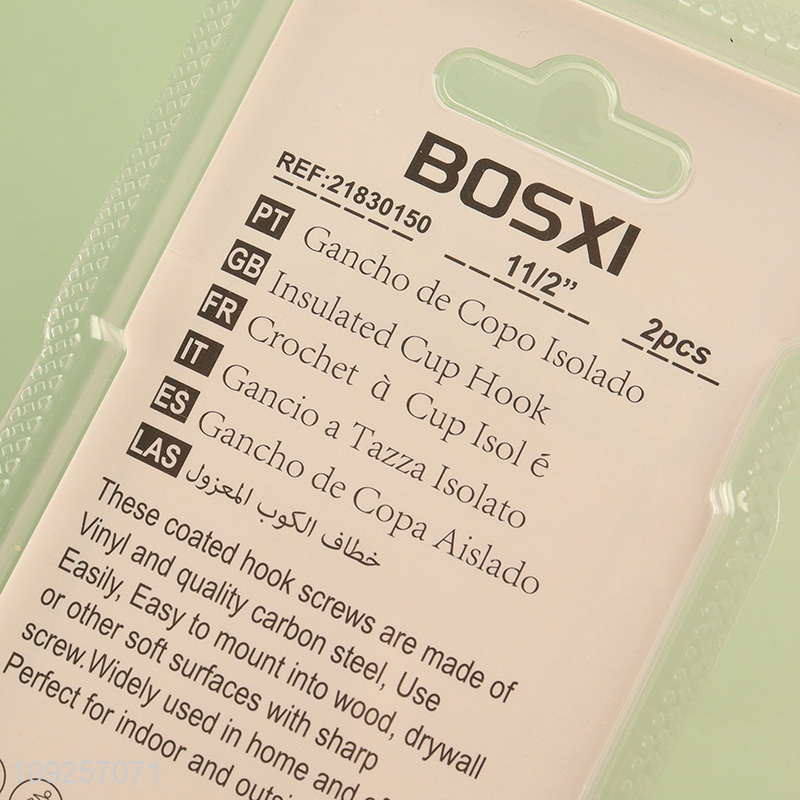 BOSXI
REF:21830150
11/2”
2pcs
PT Gancho de Copo Isolado
GB Insulated Cup Hook
FR Crochet à Cup Isol é
IT Gancio a Tazza Isolato
ES Gancho de Copa Aislado
LAS خطاف الكوب المعزول
These coated hook screws are made of
Vinyl and quality carbon steel, Use
Easily, Easy to mount into wood, drywall
or other soft surfaces with sharp
screw.Widely used in home and
Perfect for indoor and
109257071